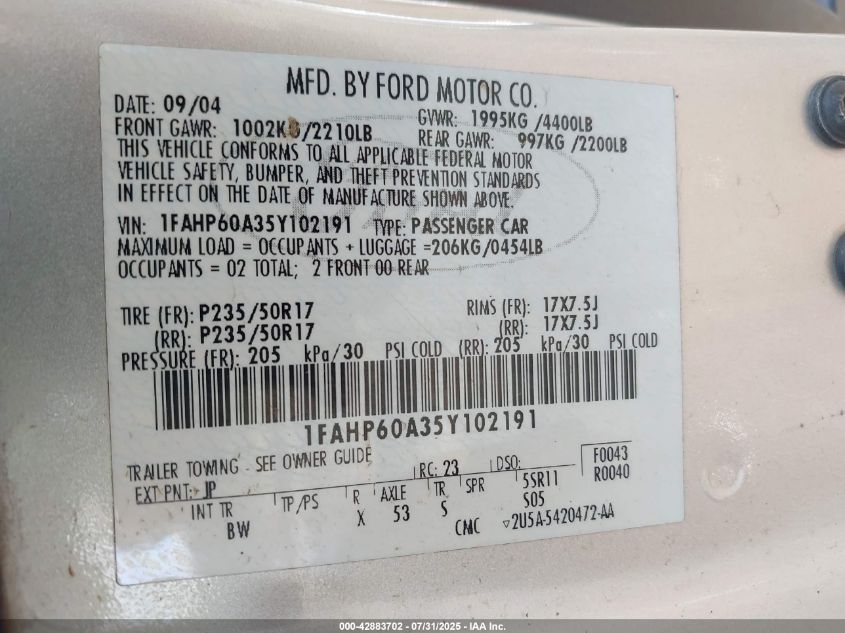 MFD. BY FORD MOTOR CO.
DATE: 09/04 GVWR: 1995KG /4400LB
FRONT GAWR: 1002KG/2210LB REAR GAWR: 997KG /2200LB
THIS VEHICLE CONFORMS TO ALL APPLICABLE FEDERAL MOTOR
VEHICLE SAFETY, BUMPER, AND THEFT PREVENTION STANDARDS
IN EFFECT ON THE DATE OF MANUFACTURE SHOWN ABOVE.
VIN: 1FAHP60A35Y102191 TYPE: PASSENGER CAR
MAXIMUM LOAD = OCCUPANTS + LUGGAGE =206KG/0454LB
OCCUPANTS = 02 TOTAL; 2 FRONT 00 REAR
TIRE (FR): P235/50R17 RIMS (FR): 17X7.5J
(RR): P235/50R17 (RR): 17X7.5J
PRESSURE (FR): 205 kPa/30 PSI COLD (RR): 205 kPa/30 PSI COLD
1FAHP60A35Y102191
TRAILER TOWING - SEE OWNER GUIDE RC: 23 DSO: F0043
EXT PNT: JP 5SR11 R0040
INT TR TP/PS R AXLE TR SPR S05
BW X 53 S CMC ▽2U5A-5420472-AA
000-42883702 - 07/31/2025 - IAA Inc.